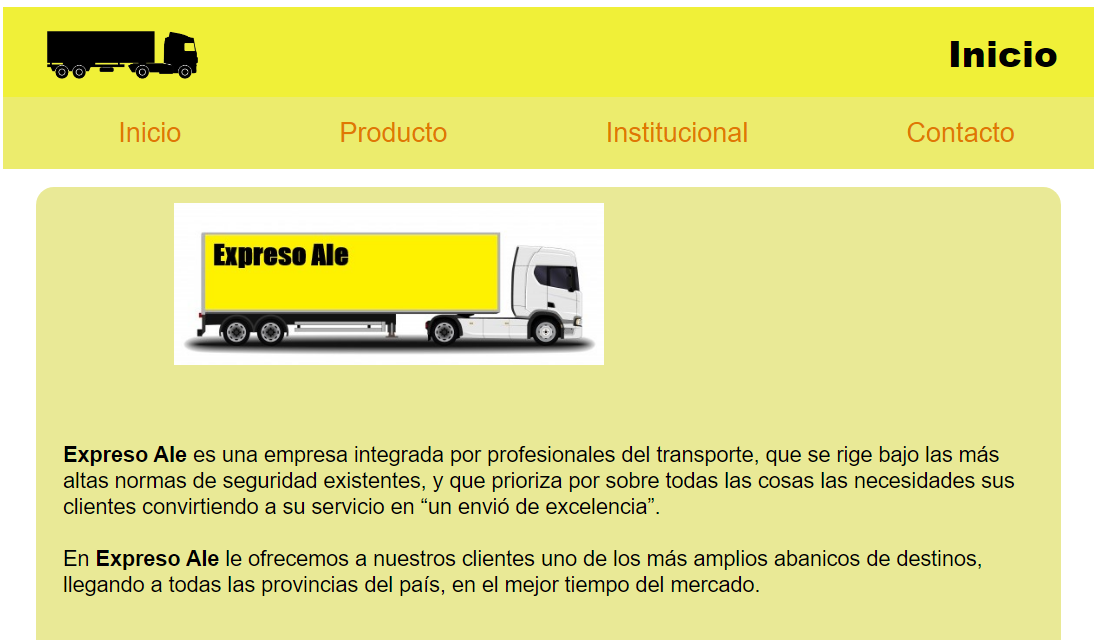 Inicio
Inicio Producto Institucional Contacto
Expreso Ale
Expreso Ale es una empresa integrada por profesionales del transporte, que se rige bajo las más
altas normas de seguridad existentes, y que prioriza por sobre todas las cosas las necesidades sus
clientes convirtiendo a su servicio en “un envió de excelencia”.
En Expreso Ale le ofrecemos a nuestros clientes uno de los más amplios abanicos de destinos,
llegando a todas las provincias del país, en el mejor tiempo del mercado.